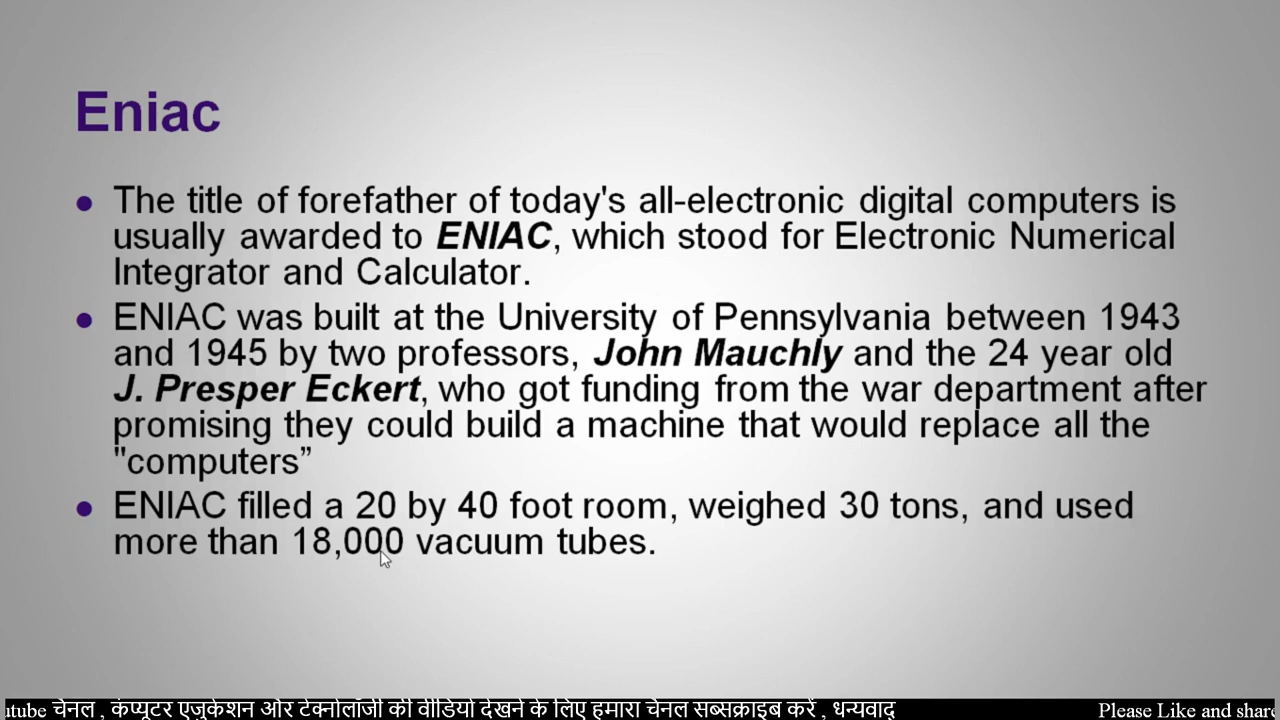 Eniac
The title of forefather of today's all-electronic digital computers is
usually awarded to ENIAC, which stood for Electronic Numerical
Integrator and Calculator.
ENIAC was built at the University of Pennsylvania between 1943
and 1945 by two professors, John Mauchly and the 24 year old
J. Presper Eckert, who got funding from the war department after
promising they could build a machine that would replace all the
"computers”
ENIAC filled a 20 by 40 foot room, weighed 30 tons, and used
more than 18,000 vacuum tubes.
utube चेनल , कंप्यूटर एजुकेशन और टेक्नोलॉजी की वीडियो देखने के लिए हमारा चेनल सब्सक्राइब करें , धन्यवाद् Please Like and share